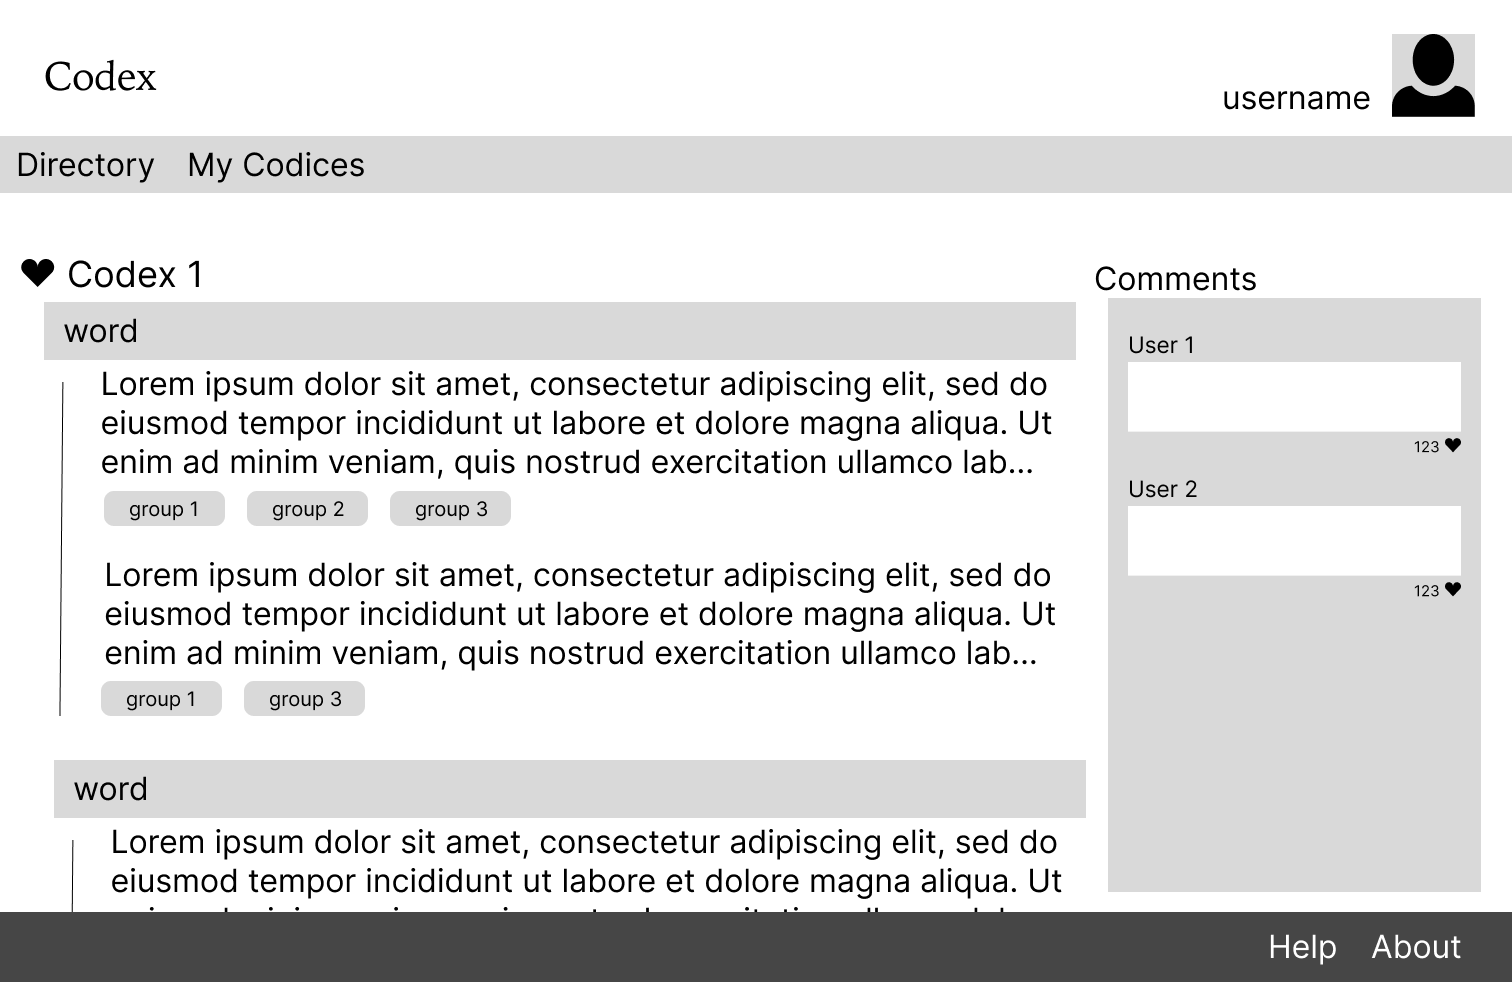 Codex
username
Directory My Codices
Codex 1
word
Lorem ipsum dolor sit amet, consectetur adipiscing elit, sed do
eiusmod tempor incididunt ut labore et dolore magna aliqua. Ut
enim ad minim veniam, quis nostrud exercitation ullamco lab...
group 1 group 2 group 3
Lorem ipsum dolor sit amet, consectetur adipiscing elit, sed do
eiusmod tempor incididunt ut labore et dolore magna aliqua. Ut
enim ad minim veniam, quis nostrud exercitation ullamco lab...
group 1 group 3
word
Lorem ipsum dolor sit amet, consectetur adipiscing elit, sed do
eiusmod tempor incididunt ut labore et dolore magna aliqua. Ut
Comments
User 1
123
User 2
123
Help About